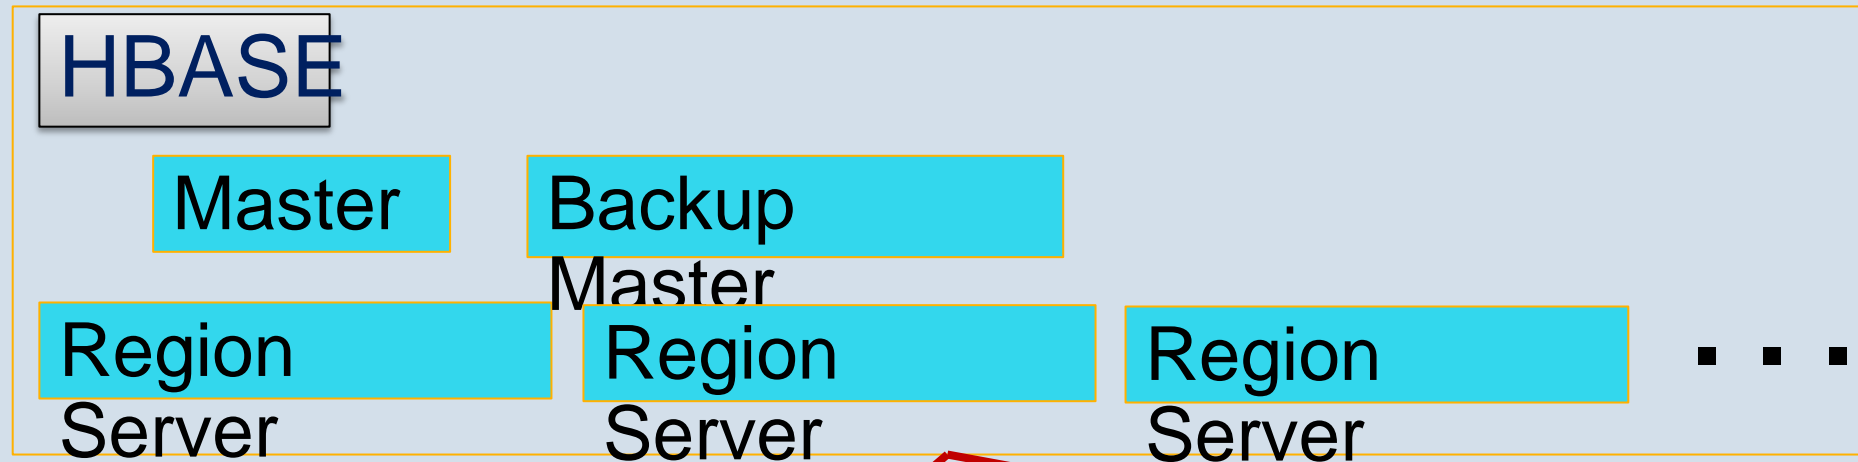 HBASE
Master
Backup
Master
Region
Server
Region
Server
Region
Server
...